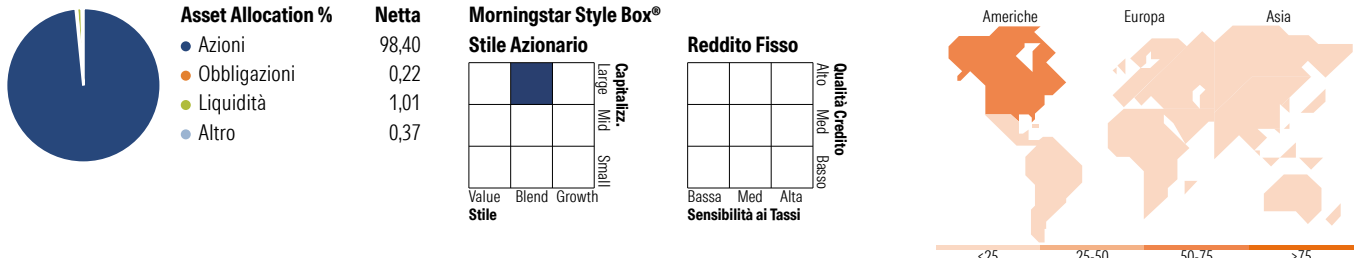 Asset Allocation % Netta
Azioni 98,40
Obbligazioni 0,22
Liquidità 1,01
Altro 0,37
Morningstar Style Box®
Stile Azionario
Large Mid Small
Capitalizz.
Value Blend Growth
Stile
Reddito Fisso
Alto Med Basso
Qualità Credito
Bassa Med Alta
Sensibilità ai Tassi
Americhe Europa Asia
<25 25-50 50-75 >75